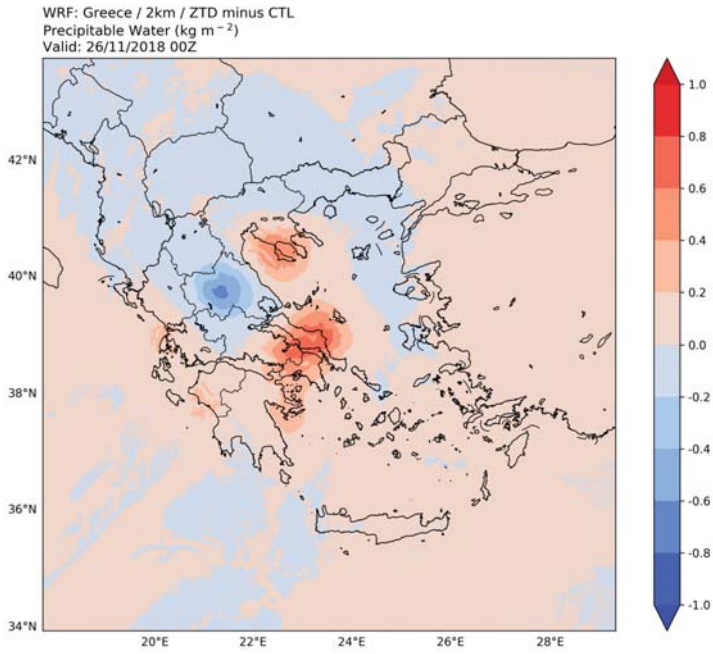 WRF: Greece / 2km / ZTD minus CTL
Precipitable Water (kg m⁻²)
Valid: 26/11/2018 00Z
42°N
40°N
38°N
36°N
34°N
20°E 22°E 24°E 26°E 28°E
1.0
0.8
0.6
0.4
0.2
0.0
-0.2
-0.4
-0.6
-0.8
-1.0